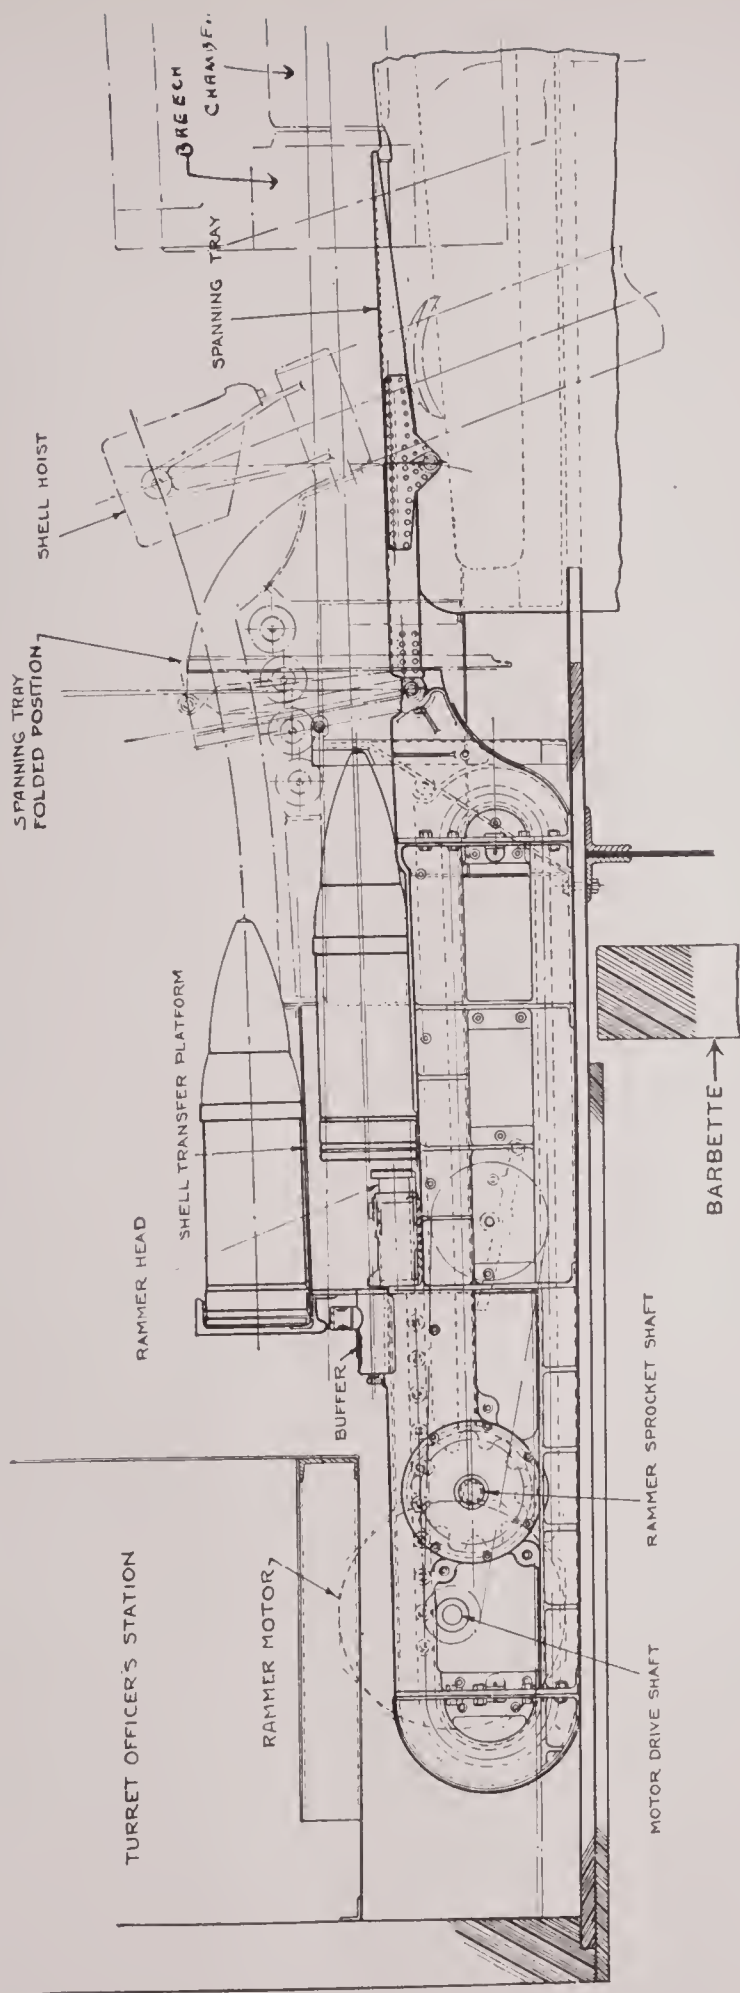 TURRET OFFICER'S STATION
RAMMER MOTOR
MOTOR DRIVE SHAFT
RAMMER SPROCKET SHAFT
BUFFER
RAMMER HEAD
SHELL TRANSFER PLATFORM
BARBETTE
SPANNING TRAY
FOLDED POSITION
SHELL HOIST
SPANNING TRAY
BREECH
CHAMBE